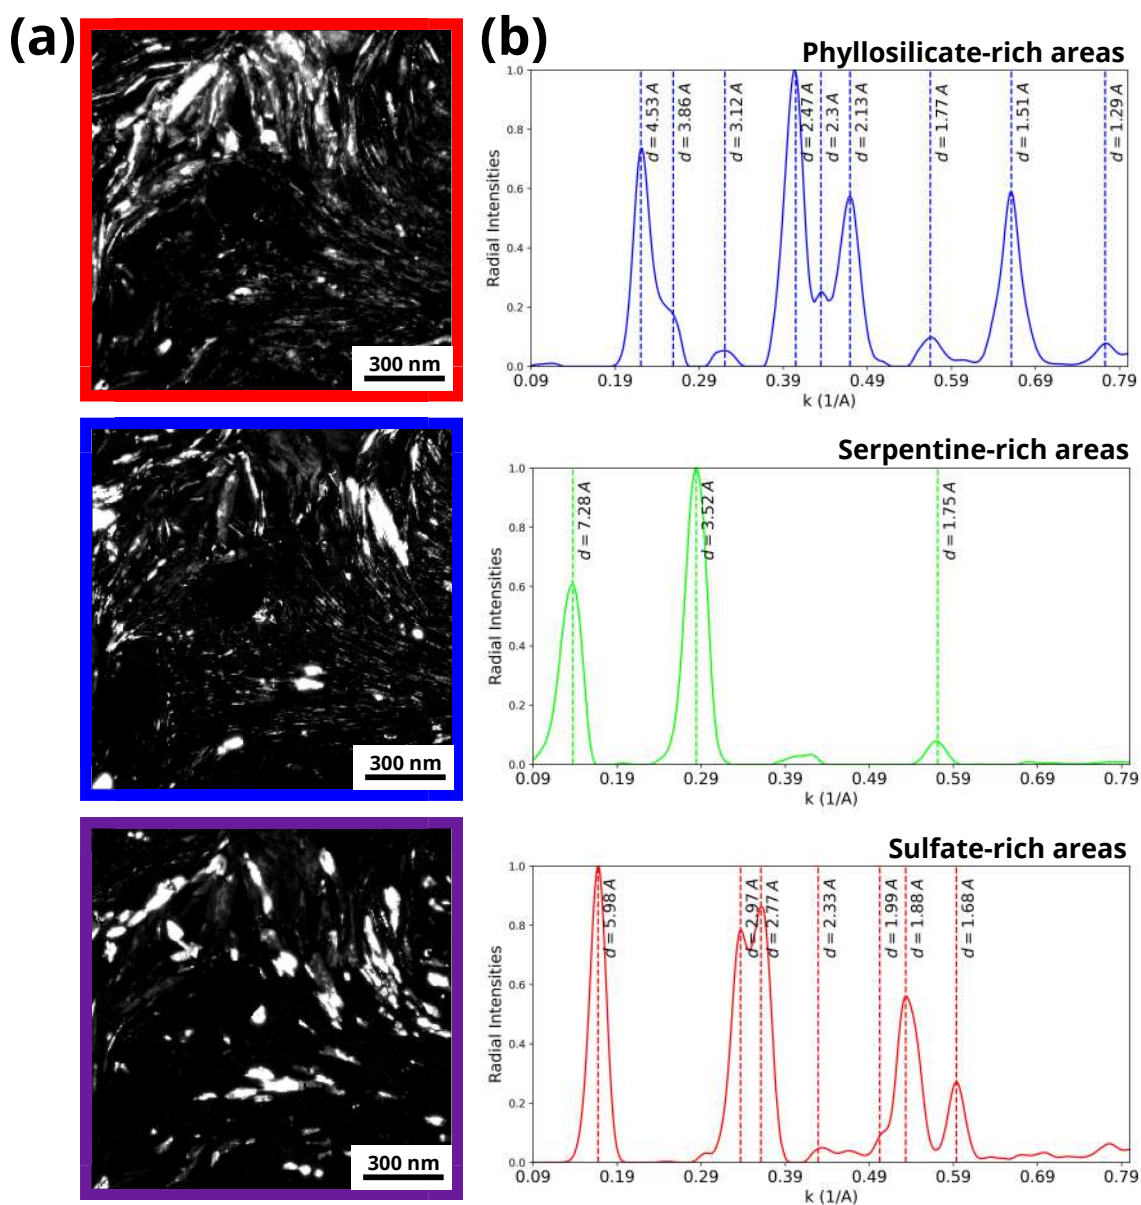 (a)
300 nm
300 nm
300 nm
(b)
Phyllosilicate-rich areas
Radial Intensities
1.0
0.8
0.6
0.4
0.2
0.0
d = 4.53 A
d = 3.86 A
d = 3.12 A
d = 2.47 A
d = 2.3 A
d = 2.13 A
d = 1.77 A
d = 1.51 A
d = 1.29 A
0.09 0.19 0.29 0.39 0.49 0.59 0.69 0.79
k (1/A)
Serpentine-rich areas
Radial Intensities
1.0
0.8
0.6
0.4
0.2
0.0
d = 7.28 A
d = 3.52 A
d = 1.75 A
0.09 0.19 0.29 0.39 0.49 0.59 0.69 0.79
k (1/A)
Sulfate-rich areas
Radial Intensities
1.0
0.8
0.6
0.4
0.2
0.0
d = 5.98 A
d = 2.97 A
d = 2.77 A
d = 2.33 A
d = 1.99 A
d = 1.88 A
d = 1.68 A
0.09 0.19 0.29 0.39 0.49 0.59 0.69 0.79
k (1/A)